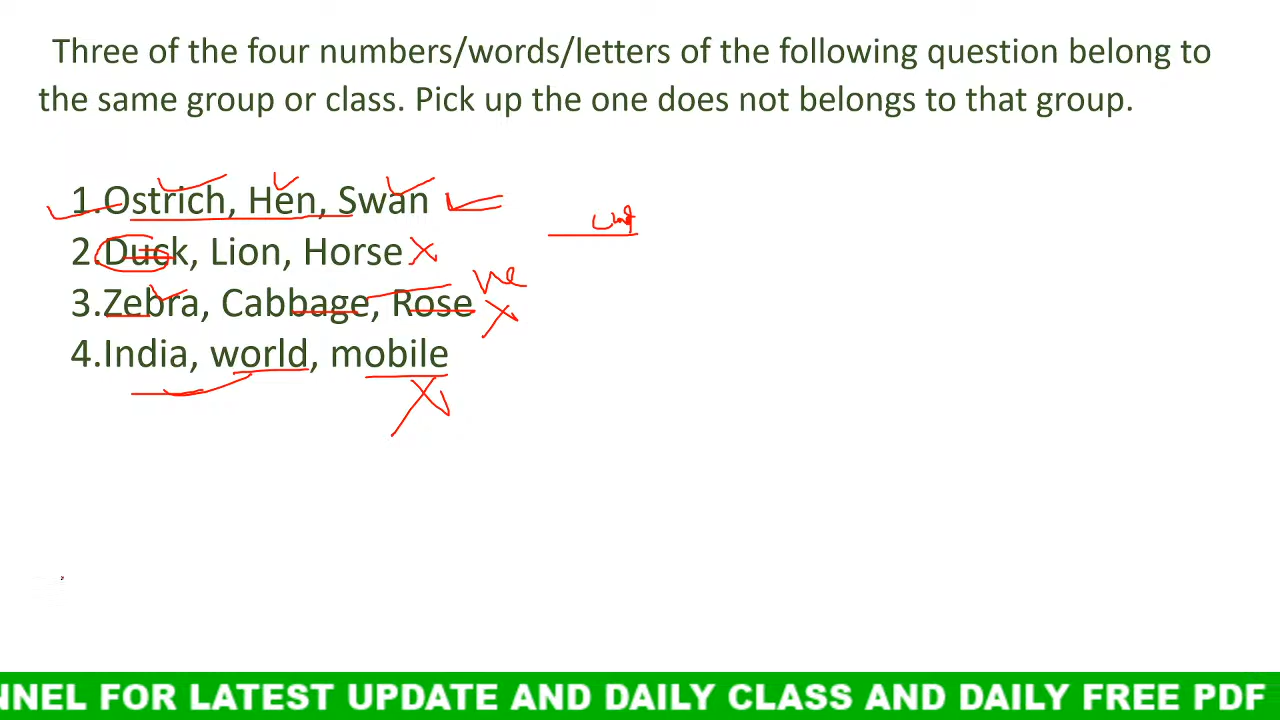 Three of the four numbers/words/letters of the following question belong to
the same group or class. Pick up the one does not belongs to that group.
1.Ostrich, Hen, Swan
2.Duck, Lion, Horse
3.Zebra, Cabbage, Rose
4.India, world, mobile
NNEL FOR LATEST UPDATE AND DAILY CLASS AND DAILY FREE PDF